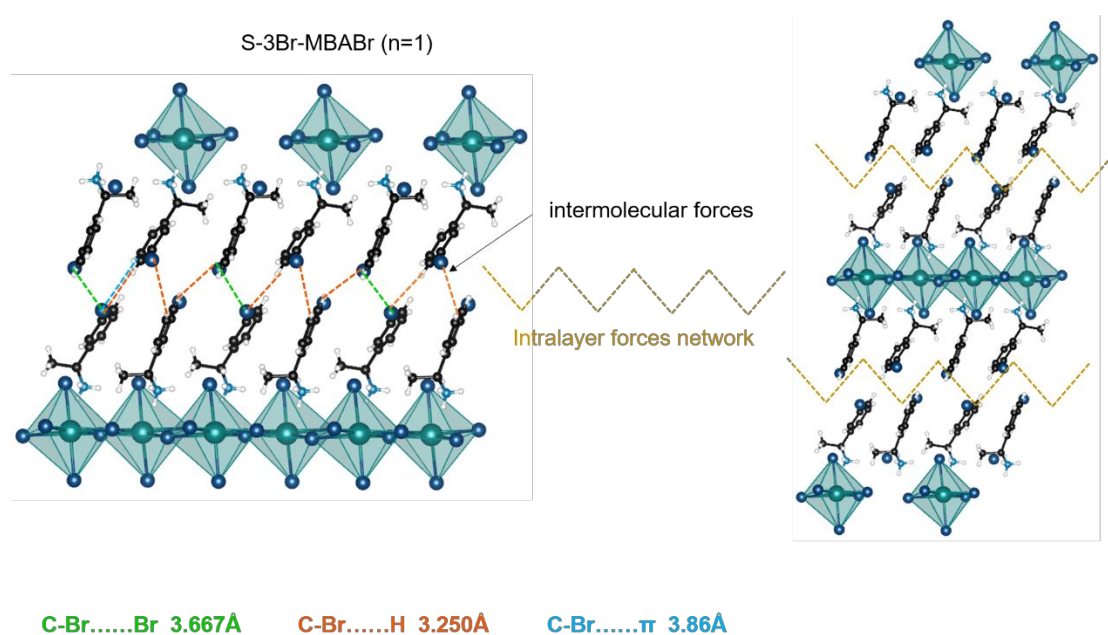 S-3Br-MBABr (n=1)
intermolecular forces
Intralayer forces network
C-Br......Br 3.667Å
C-Br......H 3.250Å
C-Br......π 3.86Å